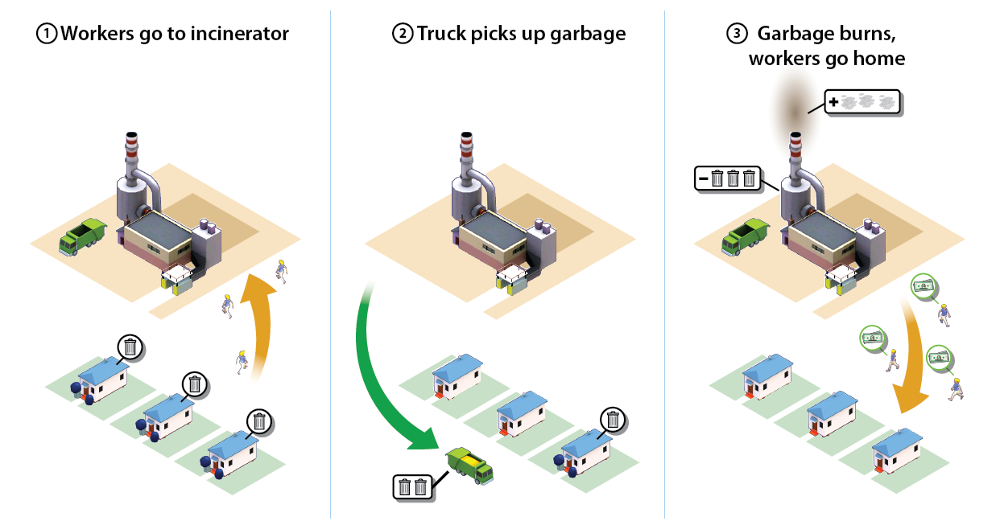 ① Workers go to incinerator
② Truck picks up garbage
③ Garbage burns,
workers go home
+
−